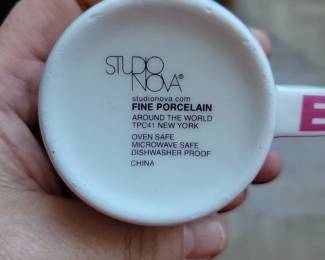 STUDIO
NOVA®
studionova.com
FINE PORCELAIN
AROUND THE WORLD
TPC41 NEW YORK
OVEN SAFE
MICROWAVE SAFE
DISHWASHER PROOF
CHINA
E